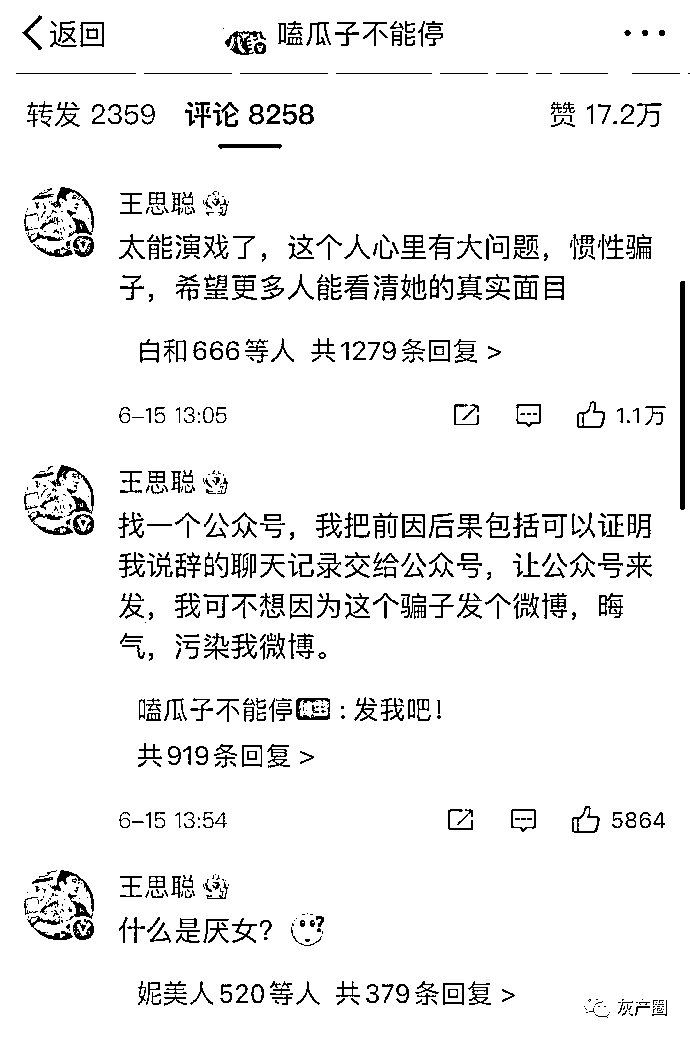 返回
嗑瓜子不能停
转发 2359 评论 8258 赞 17.2万
王思聪
太能演戏了，这个人心里有大问题，惯性骗
子，希望更多人能看清她的真实面目
白和666等人 共1279条回复 >
6-15 13:05 1.1万
王思聪
找一个公众号，我把前因后果包括可以证明
我说辞的聊天记录交给公众号，让公众号来
发，我可不想因为这个骗子发个微博，晦
气，污染我微博。
嗑瓜子不能停：发我吧！
共919条回复 >
6-15 13:54 5864
王思聪
什么是厌女？
妮美人520等人 共379条回复 >
灰产圈